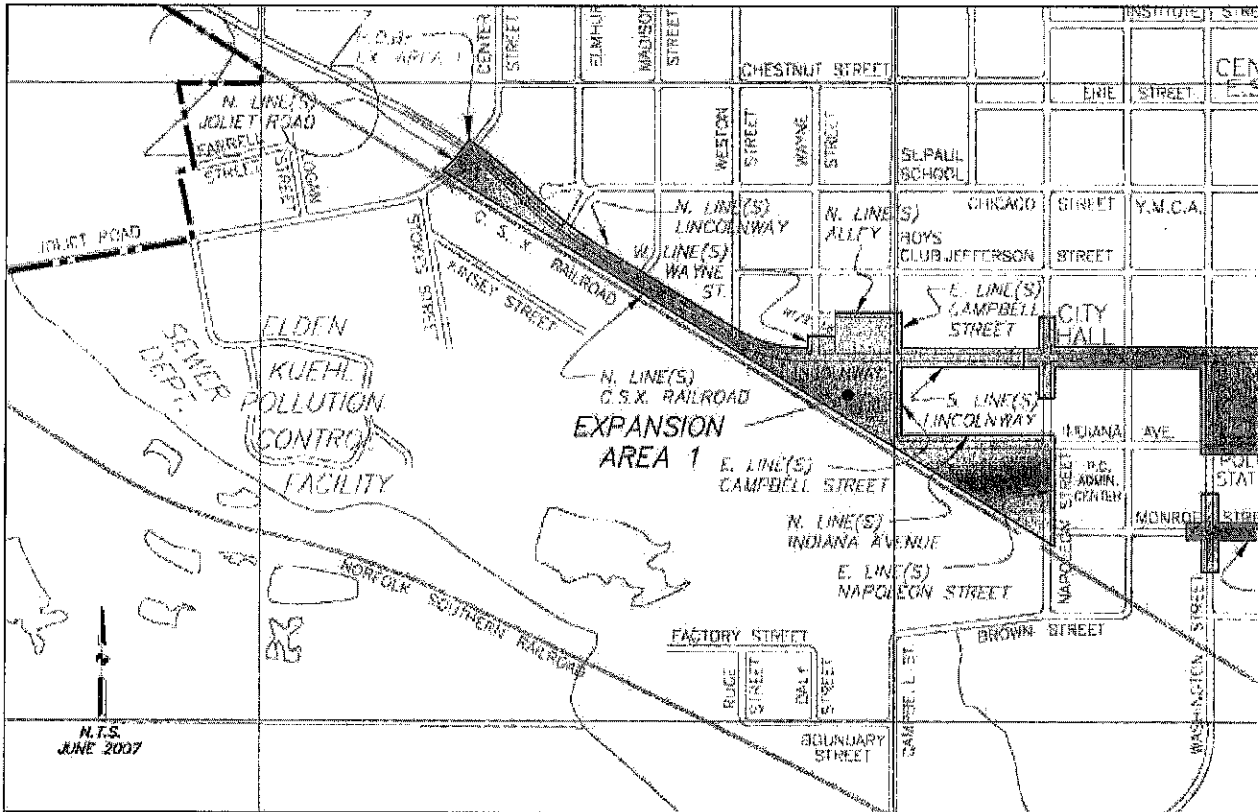 INSTITUTE
CENTER
STREET
ELMHURST
MADISON
STREET
CHESTNUT STREET
ERIE STREET
N. LINE(S)
JOLIET ROAD
FARRELL
STREET
LOGAN
STREET
WESTON
STREET
WAYNE
STREET
ST.PAUL
SCHOOL
CHICAGO STREET Y.M.C.A.
N. LINE(S)
LINCOLNWAY
N. LINE(S)
ALLEY
BOYS
CLUB
JEFFERSON STREET
W. LINE(S)
WAYNE
ST.
JOLIET ROAD
C. S. X. RAILROAD
KINSEY STREET
STREET
E. LINE(S)
CAMPBELL
STREET
CITY
HALL
SEWER
DEPT.
ELDEN
KUEHL
POLLUTION
CONTROL
FACILITY
N. LINE(S)
C.S.X. RAILROAD
LINCOLNWAY
S. LINE(S)
LINCOLNWAY
EXPANSION
AREA 1
INDIANA AVE.
E. LINE(S)
CAMPBELL STREET
ADMIN.
CENTER
NAPOLEON STREET
N. LINE(S)
INDIANA AVENUE
MONROE
E. LINE(S)
NAPOLEON STREET
NORFOLK SOUTHERN RAILROAD
FACTORY STREET
BROWN STREET
STREET
DALY
STREET
CAMPBELL ST.
WASHINGTON STREET
BOUNDARY
STREET
N.T.S.
JUNE 2007